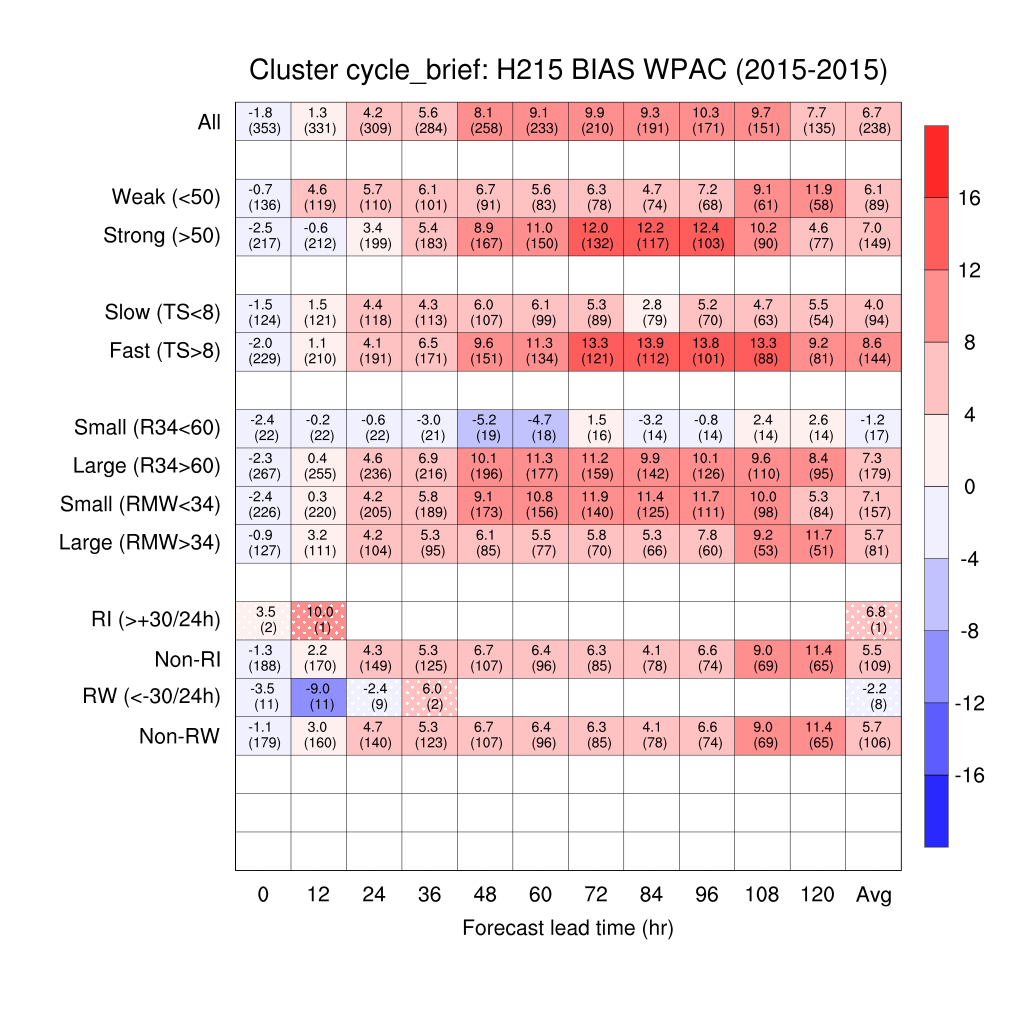 Cluster cycle_brief: H215 BIAS WPAC (2015-2015)
All -1.8 1.3 4.2 5.6 8.1 9.1 9.9 9.3 10.3 9.7 7.7 6.7
(353) (331) (309) (284) (258) (233) (210) (191) (171) (151) (135) (238)
Weak (<50) -0.7 4.6 5.7 6.1 6.7 5.6 6.3 4.7 7.2 9.1 11.9 6.1
(136) (119) (110) (101) (91) (83) (78) (74) (68) (61) (58) (89)
Strong (>50) -2.5 -0.6 3.4 5.4 8.9 11.0 12.0 12.2 12.4 10.2 4.6 7.0
(217) (212) (199) (183) (167) (150) (132) (117) (103) (90) (77) (149)
Slow (TS<8) -1.5 1.5 4.4 4.3 6.0 6.1 5.3 2.8 5.2 4.7 5.5 4.0
(124) (121) (118) (113) (107) (99) (89) (79) (70) (63) (54) (94)
Fast (TS>8) -2.0 1.1 4.1 6.5 9.6 11.3 13.3 13.9 13.8 13.3 9.2 8.6
(229) (210) (191) (171) (151) (134) (121) (112) (101) (88) (81) (144)
Small (R34<60) -2.4 -0.2 -0.6 -3.0 -5.2 -4.7 1.5 -3.2 -0.8 2.4 2.6 -1.2
(22) (22) (22) (21) (19) (18) (16) (14) (14) (14) (14) (17)
Large (R34>60) -2.3 0.4 4.6 6.9 10.1 11.3 11.2 9.9 10.1 9.6 8.4 7.3
(267) (255) (236) (216) (196) (177) (159) (142) (126) (110) (95) (179)
Small (RMW<34) -2.4 0.3 4.2 5.8 9.1 10.8 11.9 11.4 11.7 10.0 5.3 7.1
(226) (220) (205) (189) (173) (156) (140) (125) (111) (98) (84) (157)
Large (RMW>34) -0.9 3.2 4.2 5.3 6.1 5.5 5.8 5.3 7.8 9.2 11.7 5.7
(127) (111) (104) (95) (85) (77) (70) (66) (60) (53) (51) (81)
RI (>+30/24h) 3.5 10.0 6.8
(2) (1) (1)
Non-RI -1.3 2.2 4.3 5.3 6.7 6.4 6.3 4.1 6.6 9.0 11.4 5.5
(188) (170) (149) (125) (107) (96) (85) (78) (74) (69) (65) (109)
RW (<-30/24h) -3.5 -9.0 -2.4 6.0 -2.2
(11) (11) (9) (2) (8)
Non-RW -1.1 3.0 4.7 5.3 6.7 6.4 6.3 4.1 6.6 9.0 11.4 5.7
(179) (160) (140) (123) (107) (96) (85) (78) (74) (69) (65) (106)
0 12 24 36 48 60 72 84 96 108 120 Avg
Forecast lead time (hr)
16
12
8
4
0
-4
-8
-12
-16